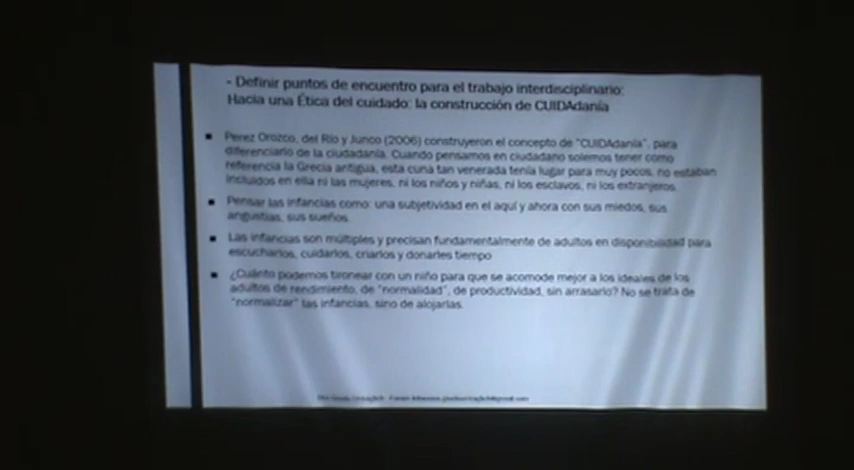 - Definir puntos de encuentro para el trabajo interdisciplinario:
Hacia una Ética del cuidado: la construcción de CUIDAdanía
▪ Perez Orozco, del Río y Junco (2006) construyeron el concepto de "CUIDAdanía", para
diferenciarlo de la ciudadanía. Cuando pensamos en ciudadano solemos tener como
referencia la Grecia antigua, esta cuna tan venerada tenía lugar para muy pocos, no estaban
incluidos en ella ni las mujeres, ni los niños y niñas, ni los esclavos, ni los extranjeros.
▪ Pensar las infancias como: una subjetividad en el aquí y ahora con sus miedos, sus
angustias, sus sueños.
▪ Las infancias son múltiples y precisan fundamentalmente de adultos en disponibilidad para
escucharlos, cuidarlos, criarlos y donarles tiempo
▪ ¿Cuánto podemos tironear con un niño para que se acomode mejor a los ideales de los
adultos de rendimiento, de "normalidad", de productividad, sin arrasarlo? No se trata de
"normalizar" las infancias, sino de alojarlas.